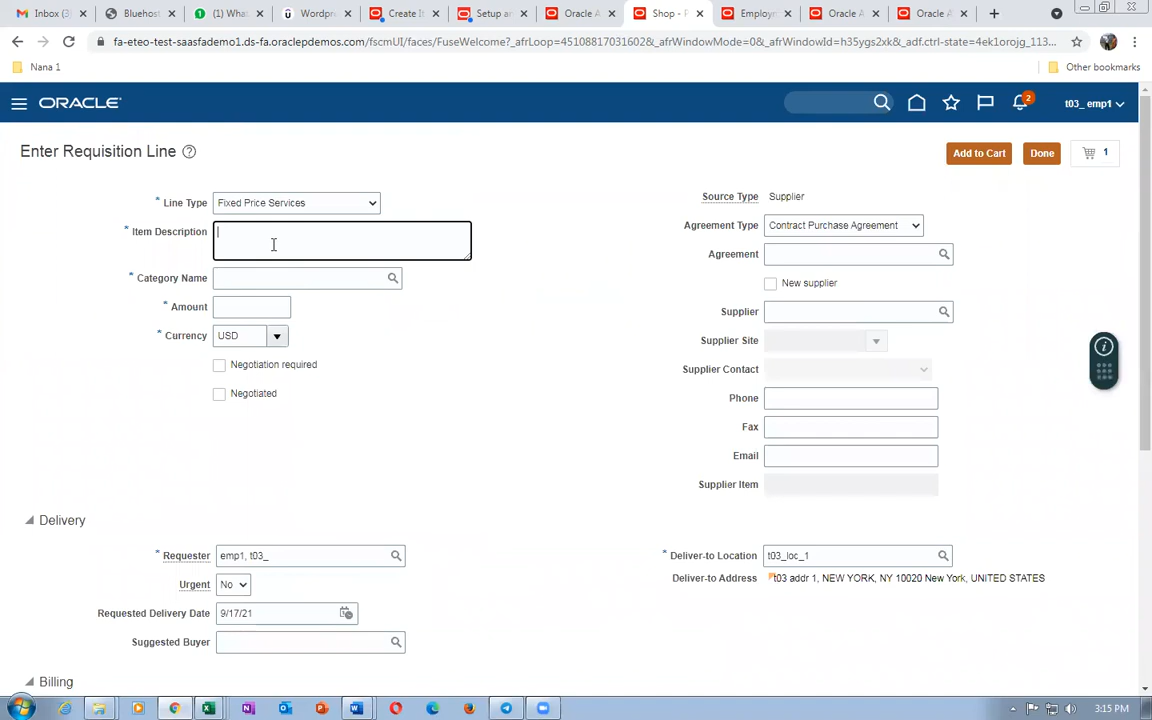 Inbox (3)
Bluehost
(1) What
Wordpr
Create It
Setup an
Oracle A
Shop - P
Employm
Oracle A
Oracle A
fa-eteo-test-saasfademo1.ds-fa.oraclepdemos.com/fscmUI/faces/FuseWelcome?_afrLoop=45108817031602&_afrWindowMode=0&_afrWindowId=h35ygs2xk&_adf.ctrl-state=4ek1orojg_113...
Nana 1
Other bookmarks
ORACLE
2
t03_ emp1
Enter Requisition Line
Add to Cart
Done
1
* Line Type Fixed Price Services
* Item Description
* Category Name
* Amount
* Currency USD
Negotiation required
Negotiated
Source Type Supplier
Agreement Type Contract Purchase Agreement
Agreement
New supplier
Supplier
Supplier Site
Supplier Contact
Phone
Fax
Email
Supplier Item
Delivery
* Requester emp1, t03_
Urgent No
Requested Delivery Date 9/17/21
Suggested Buyer
* Deliver-to Location t03_loc_1
Deliver-to Address t03 addr 1, NEW YORK, NY 10020 New York, UNITED STATES
Billing
3:15 PM